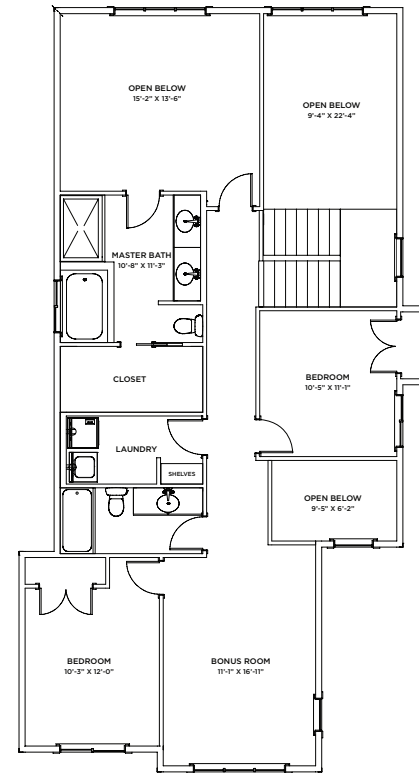 OPEN BELOW
15'-2" X 13'-6"
OPEN BELOW
9'-4" X 22'-4"
MASTER BATH
10'-8" X 11'-3"
CLOSET
BEDROOM
10'-5" X 11'-1"
LAUNDRY
SHELVES
OPEN BELOW
9'-5" X 6'-2"
BEDROOM
10'-3" X 12'-0"
BONUS ROOM
11'-1" X 16'-11"